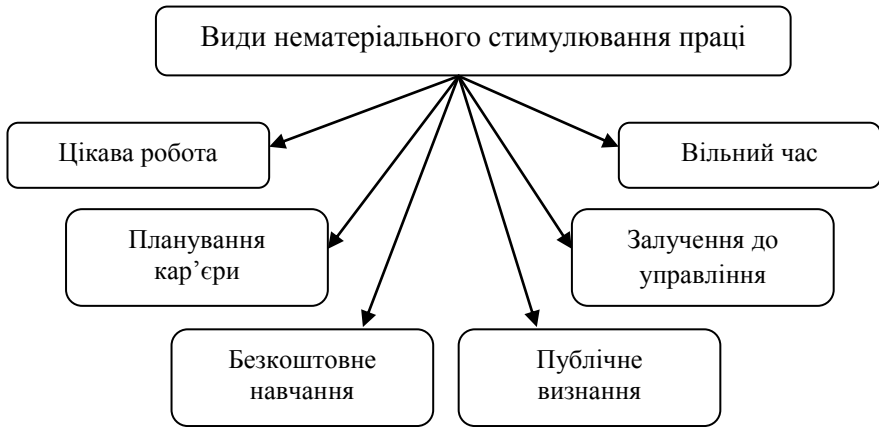 Види нематеріального стимулювання праці
Цікава робота
Вільний час
Планування
кар’єри
Залучення до
управління
Безкоштовне
навчання
Публічне
визнання